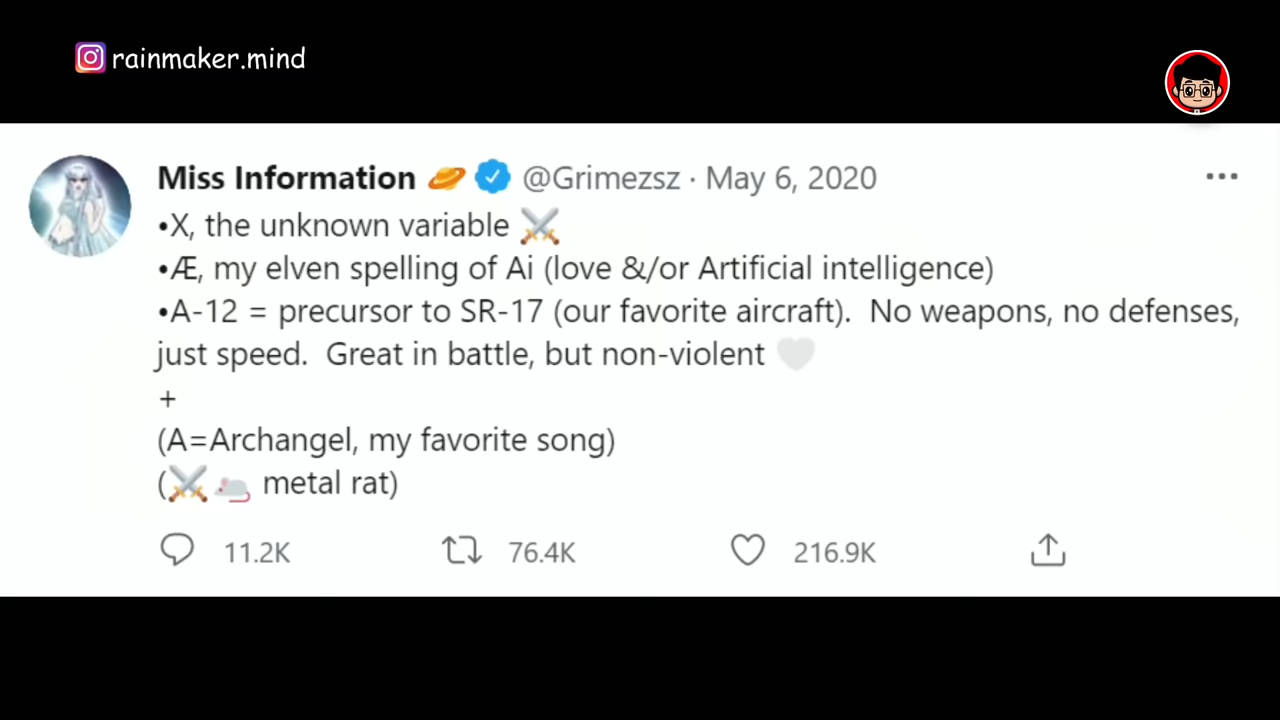 rainmaker.mind
Miss Information 🪐 @Grimezsz · May 6, 2020
•X, the unknown variable ⚔️
•Æ, my elven spelling of Ai (love &/or Artificial intelligence)
•A-12 = precursor to SR-17 (our favorite aircraft).  No weapons, no defenses,
just speed.  Great in battle, but non-violent 🤍
+
(A=Archangel, my favorite song)
(⚔️🐁 metal rat)
11.2K 76.4K 216.9K